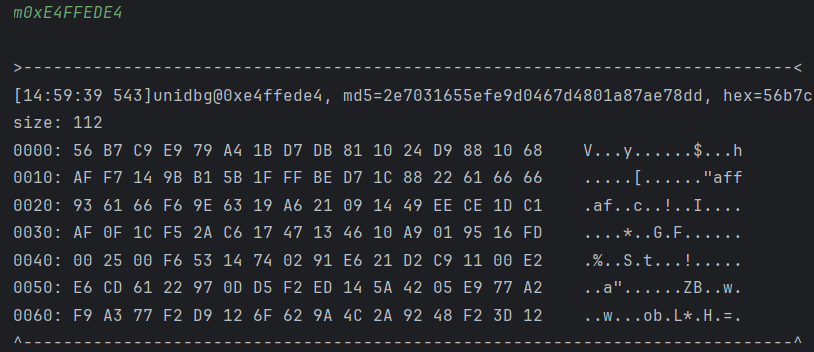 m0xE4FFEDE4
>-----------------------------------------------------------------------------<
[14:59:39 543]unidbg@0xe4ffede4, md5=2e7031655efe9d0467d4801a87ae78dd, hex=56b7c
size: 112
0000: 56 B7 C9 E9 79 A4 1B D7 DB 81 10 24 D9 88 10 68    V...y......$...h
0010: AF F7 14 9B B1 5B 1F FF BE D7 1C 88 22 61 66 66    .....[......"aff
0020: 93 61 66 F6 9E 63 19 A6 21 09 14 49 EE CE 1D C1    .af..c..!..I....
0030: AF 0F 1C F5 2A C6 17 47 13 46 10 A9 01 95 16 FD    ....*..G.F......
0040: 00 25 00 F6 53 14 74 02 91 E6 21 D2 C9 11 00 E2    .%..S.t...!.....
0050: E6 CD 61 22 97 0D D5 F2 ED 14 5A 42 05 E9 77 A2    ..a"......ZB..w.
0060: F9 A3 77 F2 D9 12 6F 62 9A 4C 2A 92 48 F2 3D 12    ..w...ob.L*.H.=.
^-----------------------------------------------------------------------------^